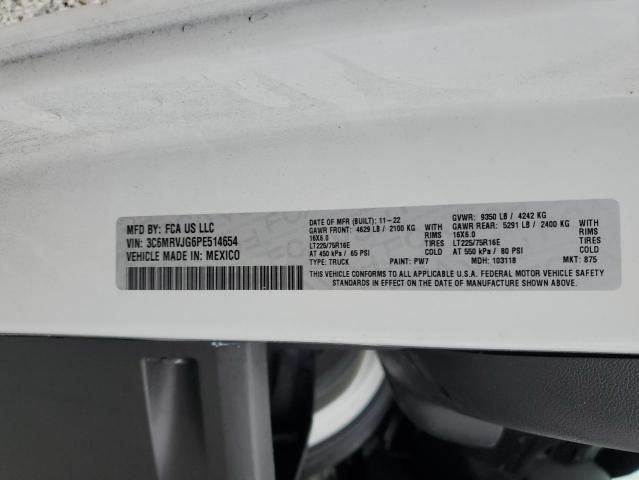 MFD BY: FCA US LLC
VIN: 3C6MRVJG6PE514654
VEHICLE MADE IN: MEXICO
DATE OF MFR (BUILT): 11-22 GVWR: 9350 LB / 4242 KG
GAWR FRONT: 4629 LB / 2100 KG WITH GAWR REAR: 5291 LB / 2400 KG WITH
16X6.0 RIMS 16X6.0 RIMS
LT225/75R16E TIRES LT225/75R16E TIRES
AT 450 kPa / 65 PSI COLD AT 550 kPa / 80 PSI COLD
TYPE: TRUCK PAINT: PW7 MDH: 103118 MKT: 875
THIS VEHICLE CONFORMS TO ALL APPLICABLE U.S.A. FEDERAL MOTOR VEHICLE SAFETY
STANDARDS IN EFFECT ON THE DATE OF MANUFACTURE SHOWN ABOVE.